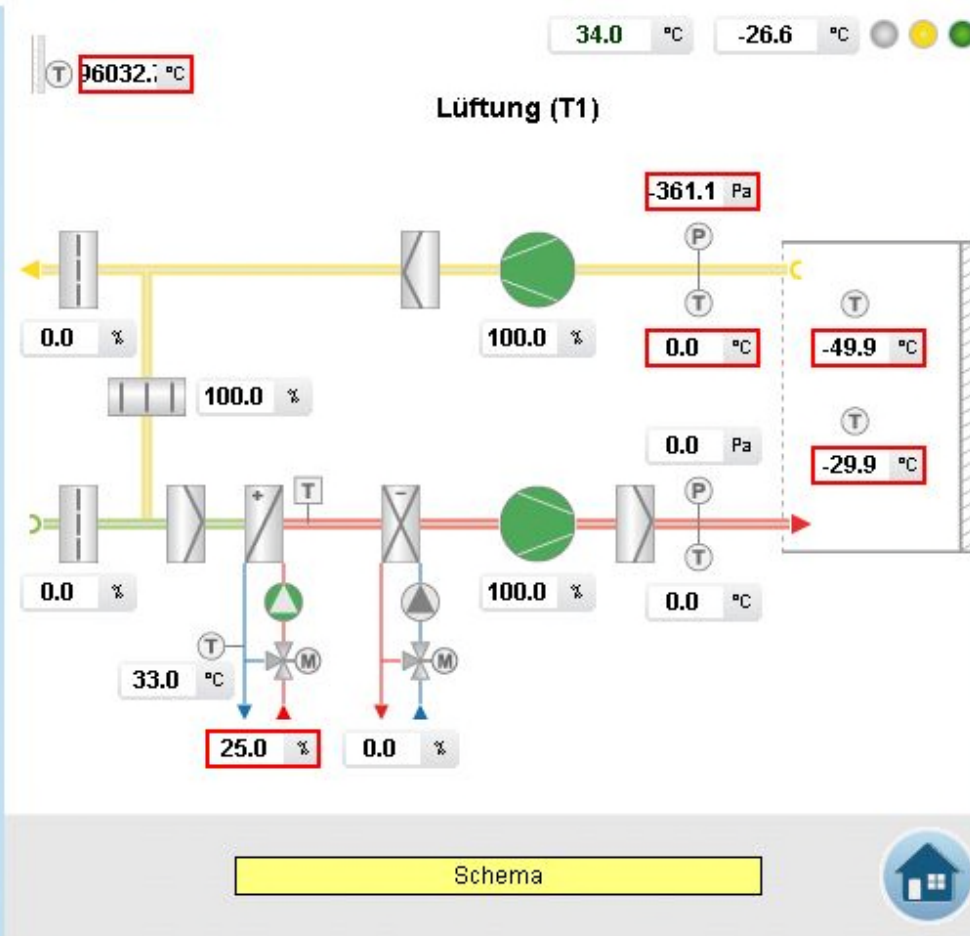 34.0 °C -26.6 °C
T 96032.7 °C
Lüftung (T1)
-361.1 Pa
P
T T
0.0 % 100.0 % 0.0 °C -49.9 °C
100.0 %
T
0.0 Pa -29.9 °C
+ T − P
T
0.0 % 100.0 % 0.0 °C
T M M
33.0 °C
25.0 % 0.0 %
Schema